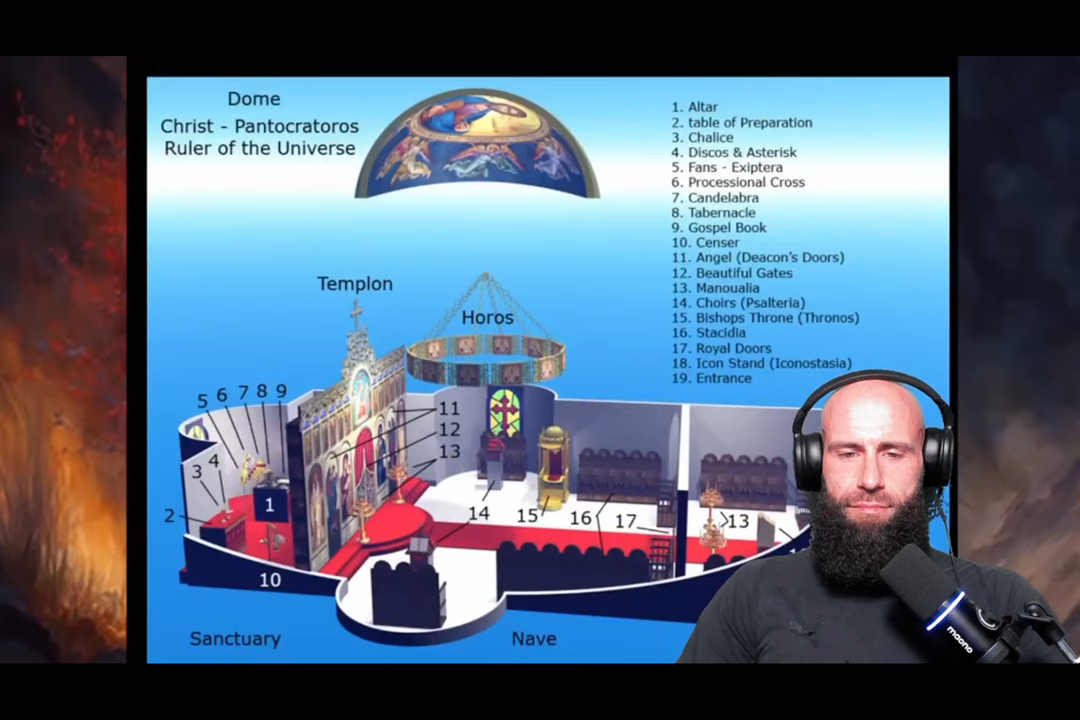 Dome
Christ - Pantocratoros
Ruler of the Universe
1. Altar
2. table of Preparation
3. Chalice
4. Discos & Asterisk
5. Fans - Exiptera
6. Processional Cross
7. Candelabra
8. Tabernacle
9. Gospel Book
10. Censer
11. Angel (Deacon's Doors)
12. Beautiful Gates
13. Manoualia
14. Choirs (Psalteria)
15. Bishops Throne (Thronos)
16. Stacidia
17. Royal Doors
18. Icon Stand (Iconostasia)
19. Entrance
Templon
Horos
5 6 7 8 9
11
12
13
3 4
1
2
14 15 16 17 13
10
Sanctuary
Nave
moono